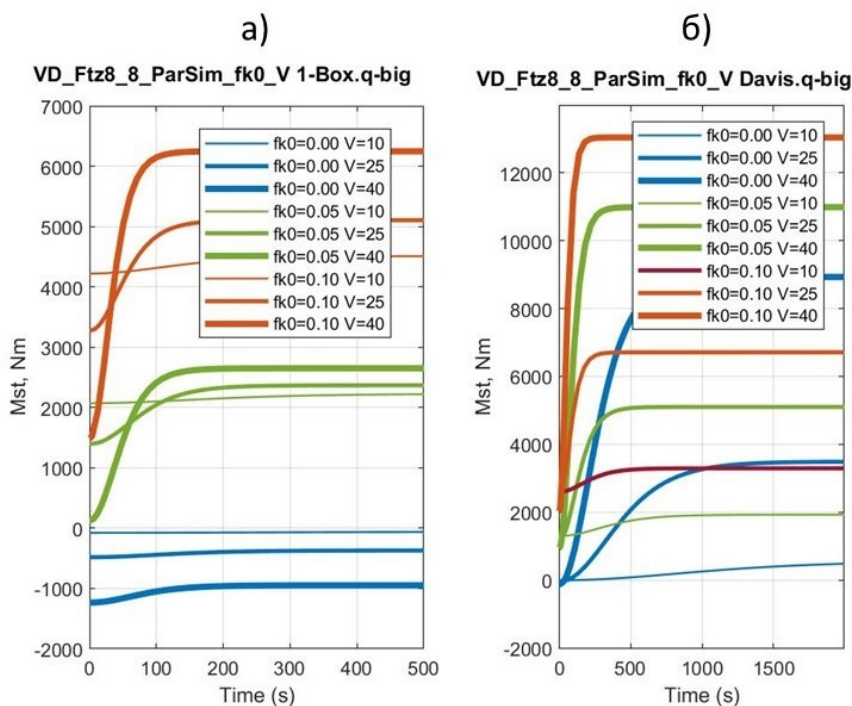 а)
VD_Ftz8_8_ParSim_fk0_V 1-Box.q-big
7000
6000
5000
4000
3000
2000
1000
0
-1000
-2000
Mst, Nm
fk0=0.00 V=10
fk0=0.00 V=25
fk0=0.00 V=40
fk0=0.05 V=10
fk0=0.05 V=25
fk0=0.05 V=40
fk0=0.10 V=10
fk0=0.10 V=25
fk0=0.10 V=40
0 100 200 300 400 500
Time (s)
б)
VD_Ftz8_8_ParSim_fk0_V Davis.q-big
12000
10000
8000
6000
4000
2000
0
-2000
Mst, Nm
fk0=0.00 V=10
fk0=0.00 V=25
fk0=0.00 V=40
fk0=0.05 V=10
fk0=0.05 V=25
fk0=0.05 V=40
fk0=0.10 V=10
fk0=0.10 V=25
fk0=0.10 V=40
0 500 1000 1500
Time (s)